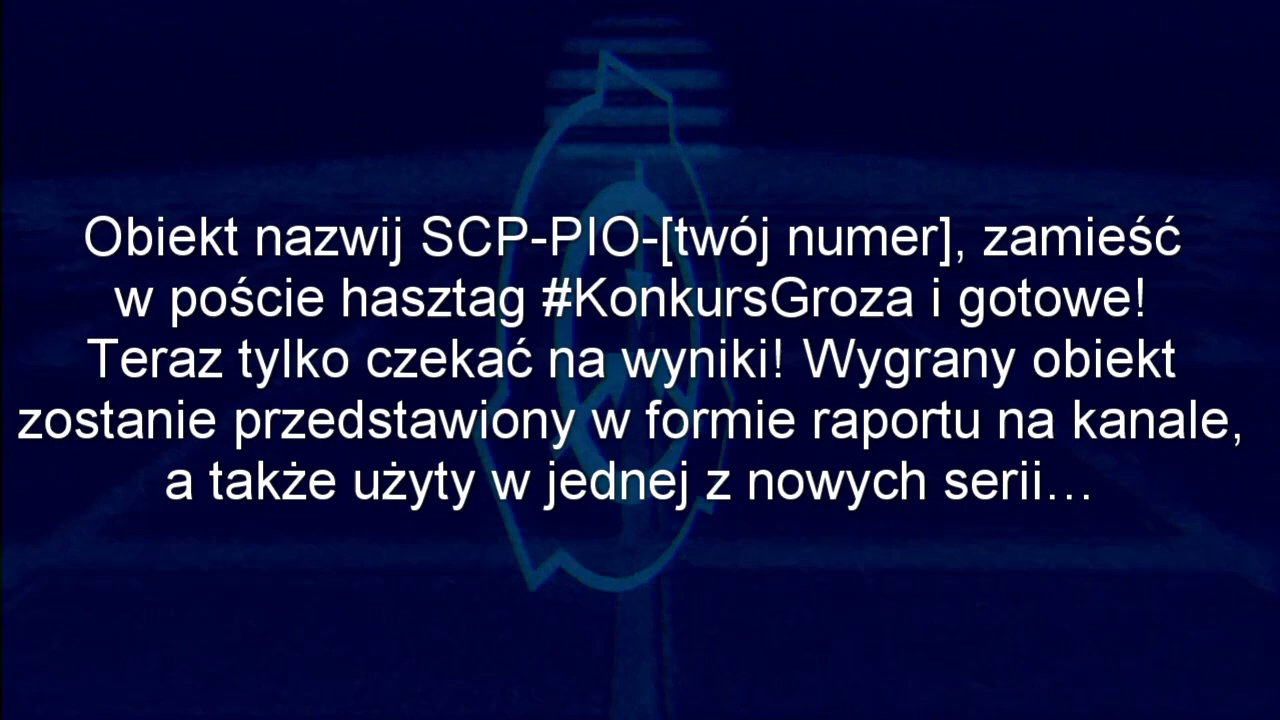 Obiekt nazwij SCP-PIO-[twój numer], zamieść
w poście hasztag #KonkursGroza i gotowe!
Teraz tylko czekać na wyniki! Wygrany obiekt
zostanie przedstawiony w formie raportu na kanale,
a także użyty w jednej z nowych serii...